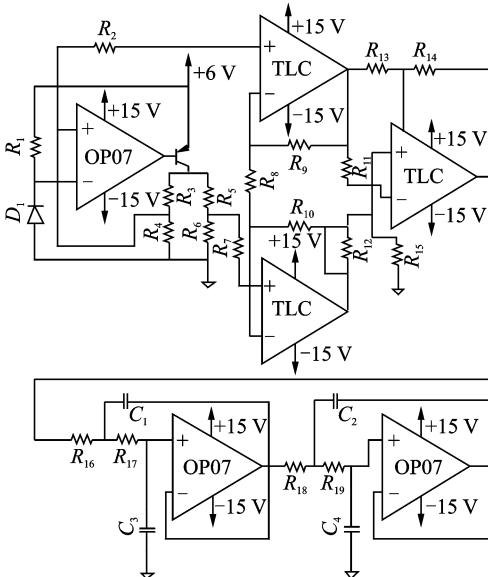 R2
+15 V
TLC
−15 V
R13
R14
+6 V
+15 V
OP07
−15 V
R1
D1
R3
R4
R5
R6
R7
R8
R9
R11
+15 V
TLC
−15 V
R10
+15 V
R12
R15
TLC
−15 V
C1
C2
+15 V
OP07
−15 V
R16
R17
C3
+15 V
OP07
−15 V
R18
R19
C4